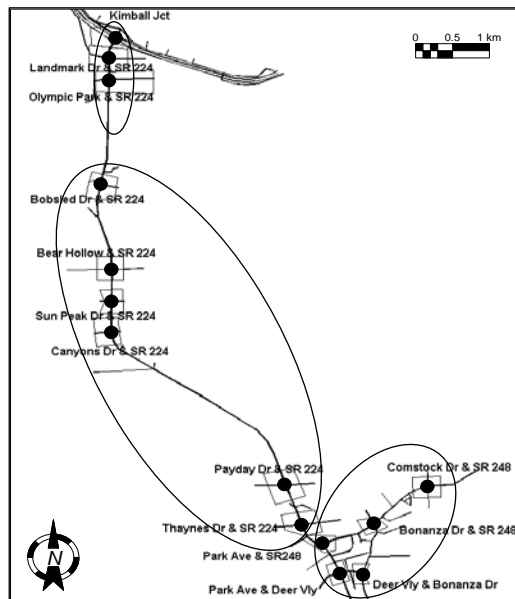 Kimball Jct
0 0.5 1 km
Landmark Dr & SR 224
Olympic Park & SR 224
Bobsled Dr & SR 224
Bear Hollow & SR 224
Sun Peak Dr & SR 224
Canyons Dr & SR 224
Payday Dr & SR 224
Comstock Dr & SR 248
Thaynes Dr & SR 224
Bonanza Dr & SR 248
Park Ave & SR248
Park Ave & Deer Vly
Deer Vly & Bonanza Dr
N